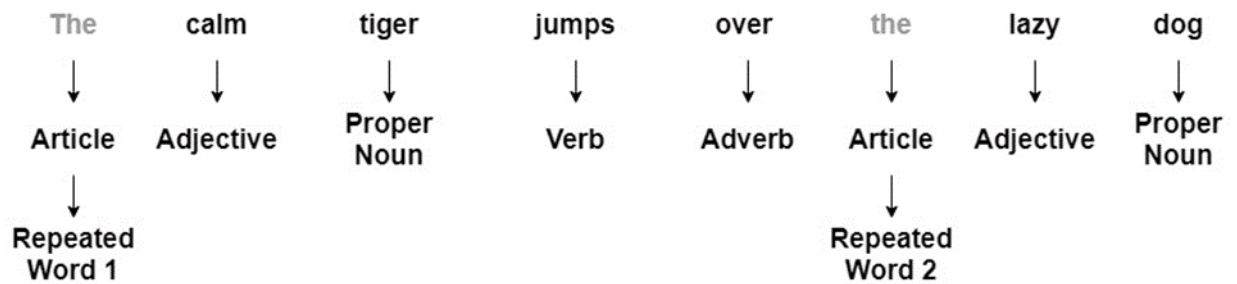 The calm tiger jumps over the lazy dog
Article Adjective Proper Noun Verb Adverb Article Adjective Proper Noun
Repeated Word 1 Repeated Word 2